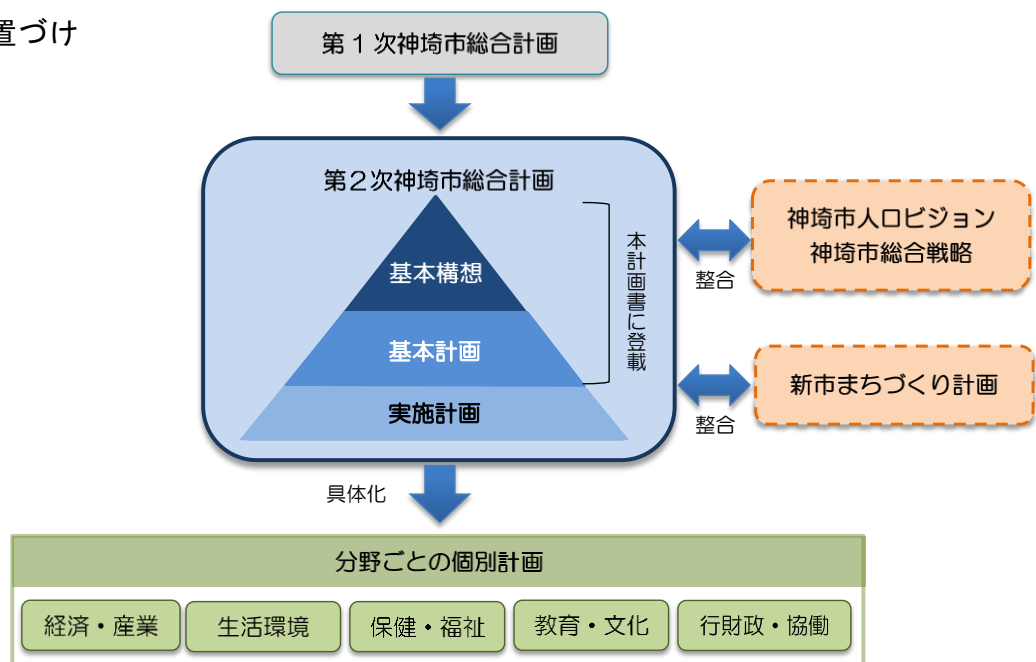 置づけ
第1次神埼市総合計画
第2次神埼市総合計画
基本構想
基本計画
実施計画
本計画書に登載
整合
神埼市人口ビジョン
神埼市総合戦略
整合
新市まちづくり計画
具体化
分野ごとの個別計画
経済・産業
生活環境
保健・福祉
教育・文化
行財政・協働